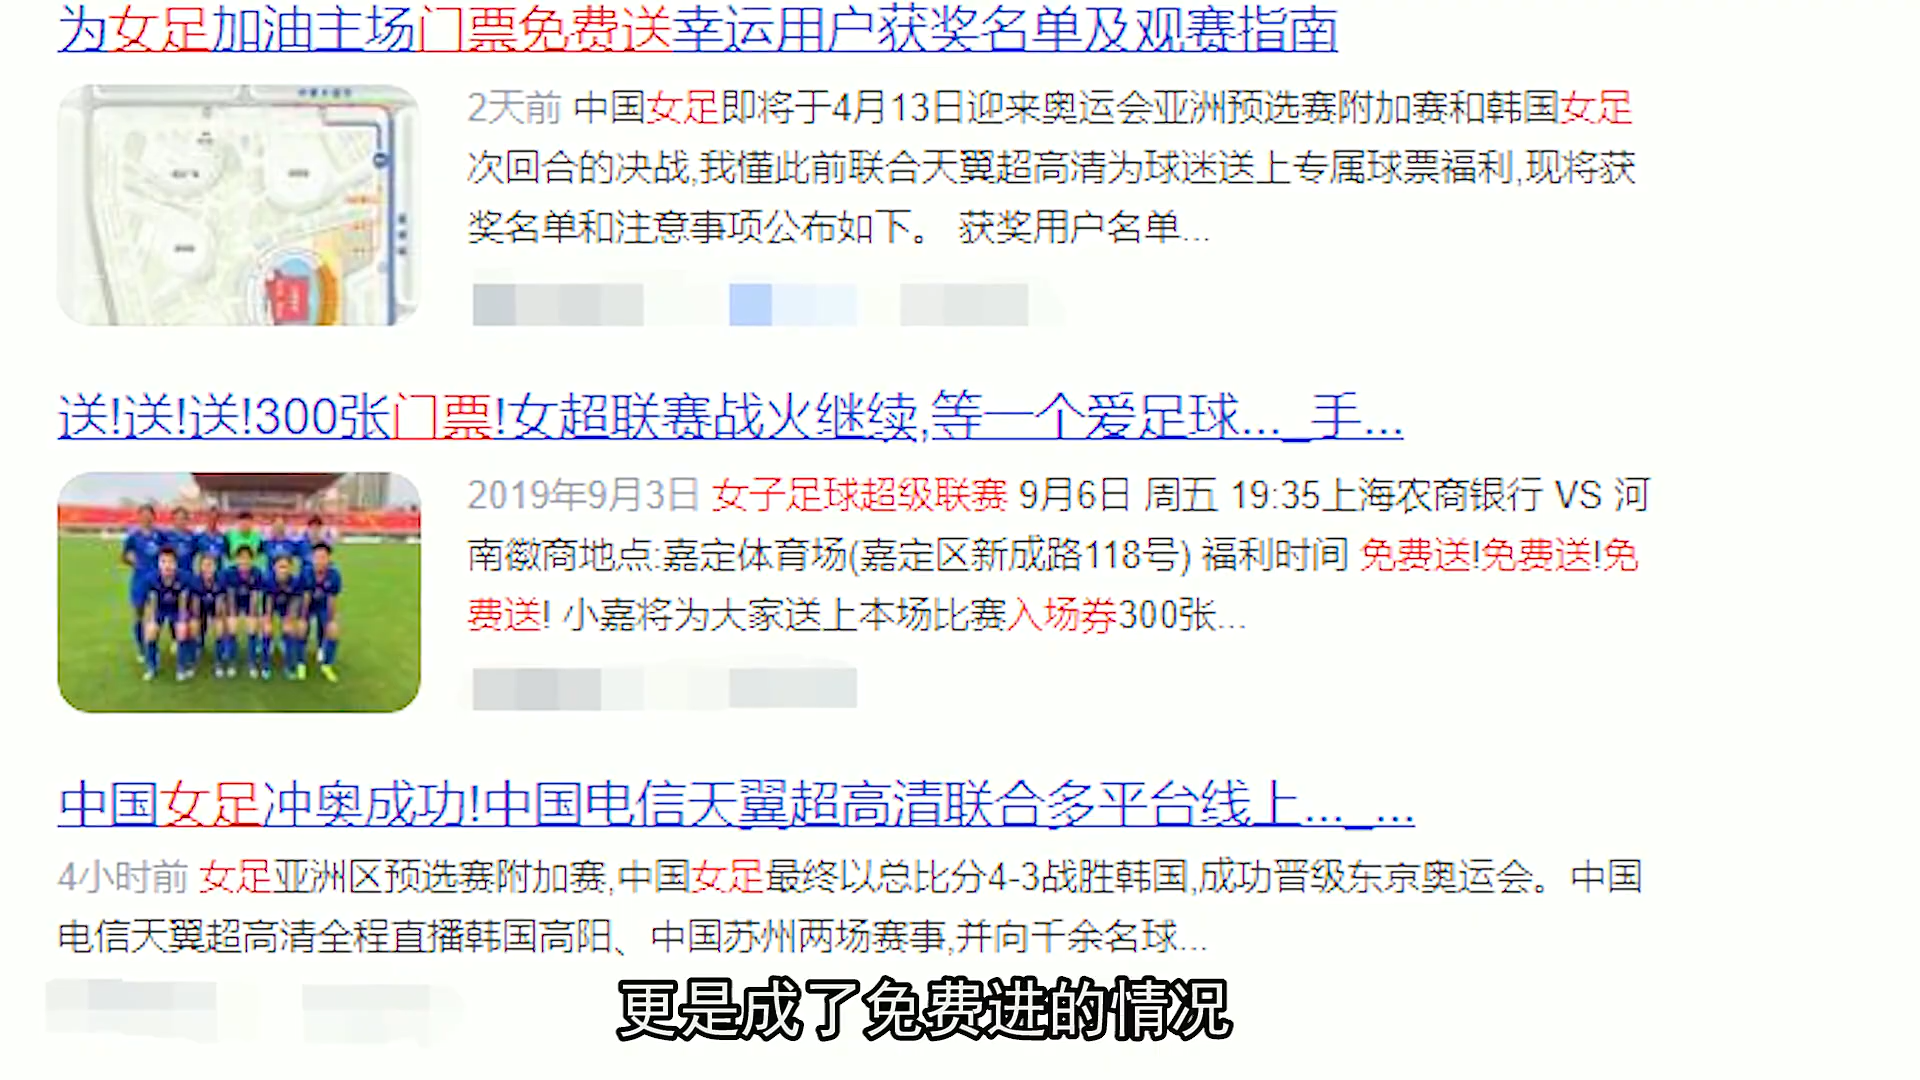 为女足加油主场门票免费送幸运用户获奖名单及观赛指南
2天前 中国女足即将于4月13日迎来奥运会亚洲预选赛附加赛和韩国女足
次回合的决战,我懂此前联合天翼超高清为球迷送上专属球票福利,现将获
奖名单和注意事项公布如下。 获奖用户名单...
送!送!送!300张门票!女超联赛战火继续,等一个爱足球..._手...
2019年9月3日 女子足球超级联赛 9月6日 周五 19:35上海农商银行 VS 河
南徽商地点:嘉定体育场(嘉定区新成路118号) 福利时间 免费送!免费送!免
费送! 小嘉将为大家送上本场比赛入场券300张...
中国女足冲奥成功!中国电信天翼超高清联合多平台线上..._...
4小时前 女足亚洲区预选赛附加赛,中国女足最终以总比分4-3战胜韩国,成功晋级东京奥运会。中国
电信天翼超高清全程直播韩国高阳、中国苏州两场赛事,并向千余名球...
更是成了免费进的情况